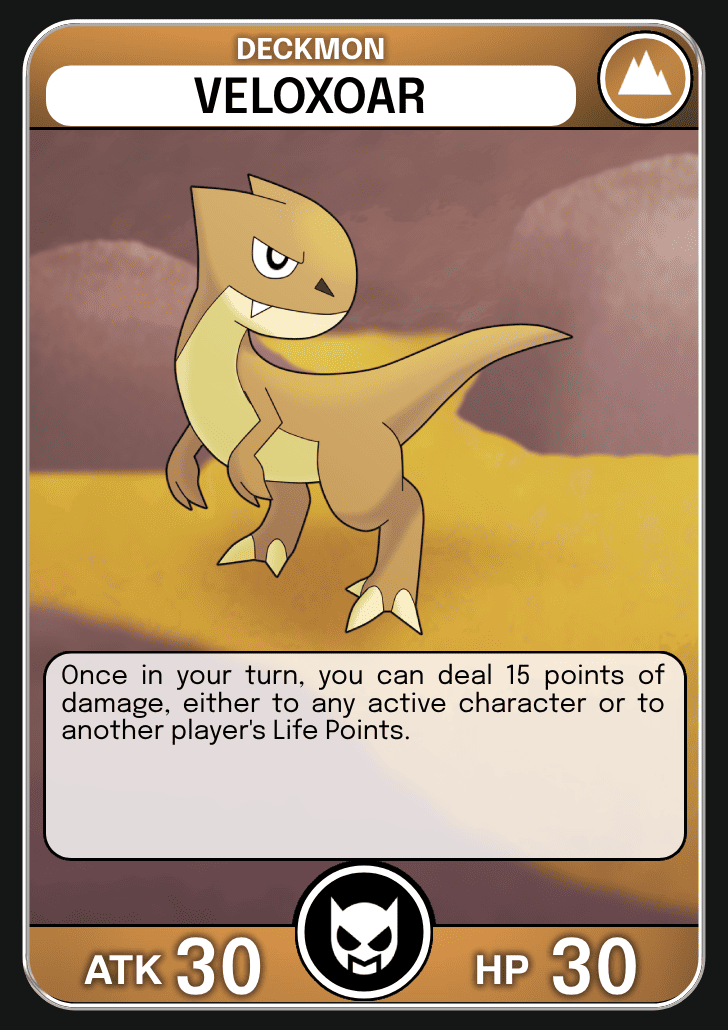 DECKMON
VELOXOAR
Once in your turn, you can deal 15 points of
damage, either to any active character or to
another player's Life Points.
ATK 30
HP 30